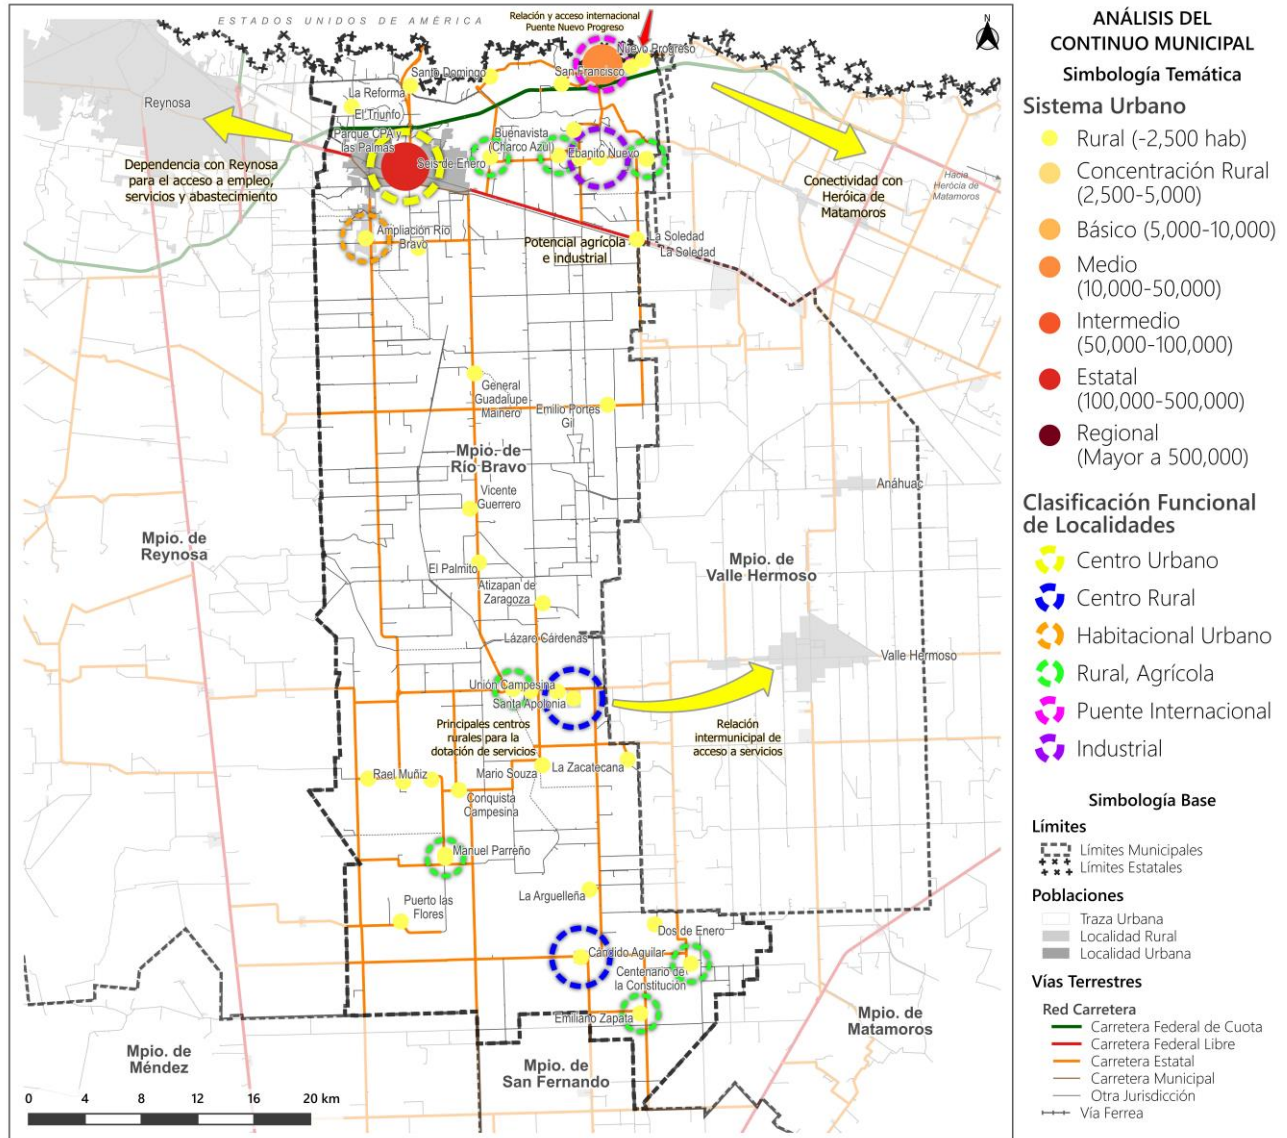 ESTADOS UNIDOS DE AMÉRICA
Relación y acceso internacional
Puente Nuevo Progreso
N
Nuevo Progreso
Santo Domingo
San Francisco
La Reforma
Reynosa
El Triunfo
Parque CPA y
las Palmas
Seis de Enero
Buenavista
(Charco Azul)
Ebanito Nuevo
Dependencia con Reynosa
para el acceso a empleo,
servicios y abastecimiento
Conectividad con
Heróica de
Matamoros
Hacia
Heróica de
Matamoros
Ampliación Río
Bravo
Potencial agrícola
e industrial
La Soledad
La Soledad
General
Guadalupe
Mainero
Emilio Portes
Gil
Mpio. de
Río Bravo
Vicente
Guerrero
Anáhuac
Mpio. de
Reynosa
Mpio. de
Valle Hermoso
El Palmito
Atizapan de
Zaragoza
Lázaro Cárdenas
Valle Hermoso
Unión Campesina
Santa Apolonia
Principales centros
rurales para la
dotación de servicios
Relación
intermunicipal de
acceso a servicios
Rael Muñiz
Mario Souza
La Zacatecana
Conquista
Campesina
Manuel Parreño
Puerto las
Flores
La Arguelleña
Dos de Enero
Cándido Aguilar
Centenario de
la Constitución
Emiliano Zapata
Mpio. de
Matamoros
Mpio. de
Méndez
Mpio. de
San Fernando
0 4 8 12 16 20 km
ANÁLISIS DEL
CONTINUO MUNICIPAL
Simbología Temática
Sistema Urbano
Rural (-2,500 hab)
Concentración Rural
(2,500-5,000)
Básico (5,000-10,000)
Medio
(10,000-50,000)
Intermedio
(50,000-100,000)
Estatal
(100,000-500,000)
Regional
(Mayor a 500,000)
Clasificación Funcional
de Localidades
Centro Urbano
Centro Rural
Habitacional Urbano
Rural, Agrícola
Puente Internacional
Industrial
Simbología Base
Límites
Límites Municipales
Límites Estatales
Poblaciones
Traza Urbana
Localidad Rural
Localidad Urbana
Vías Terrestres
Red Carretera
Carretera Federal de Cuota
Carretera Federal Libre
Carretera Estatal
Carretera Municipal
Otra Jurisdicción
Vía Ferrea